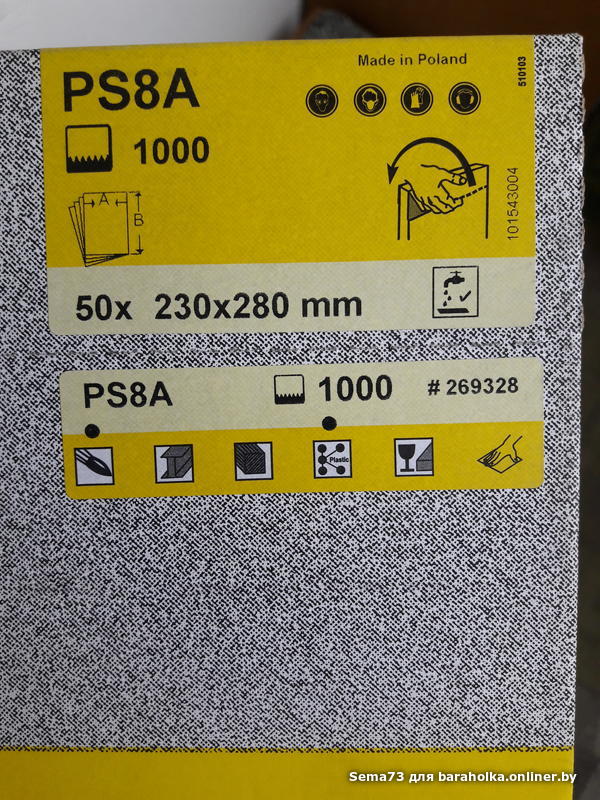 PS8A
Made in Poland
510103
1000
101543004
A
B
50x 230x280 mm
PS8A 1000 # 269328
Plastic
Sema73 для baraholka.onliner.by